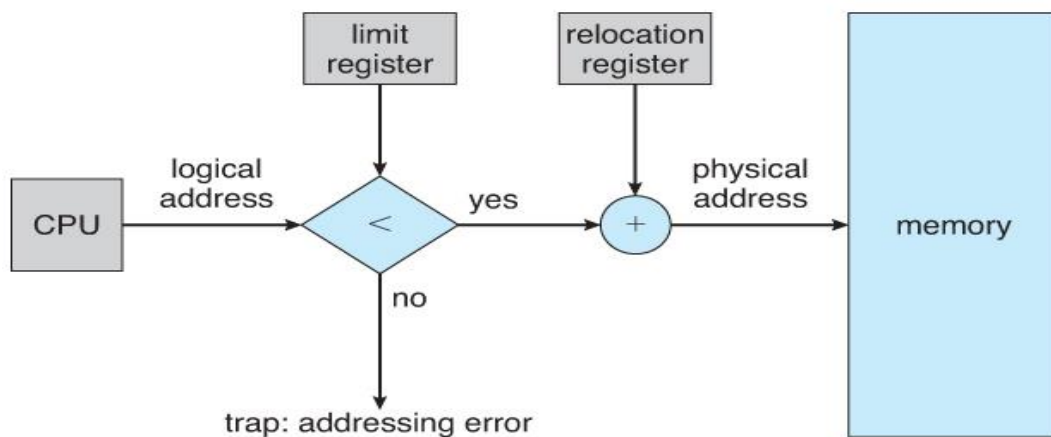 limit
register
relocation
register
logical
address
physical
address
CPU
<
yes
+
memory
no
trap: addressing error